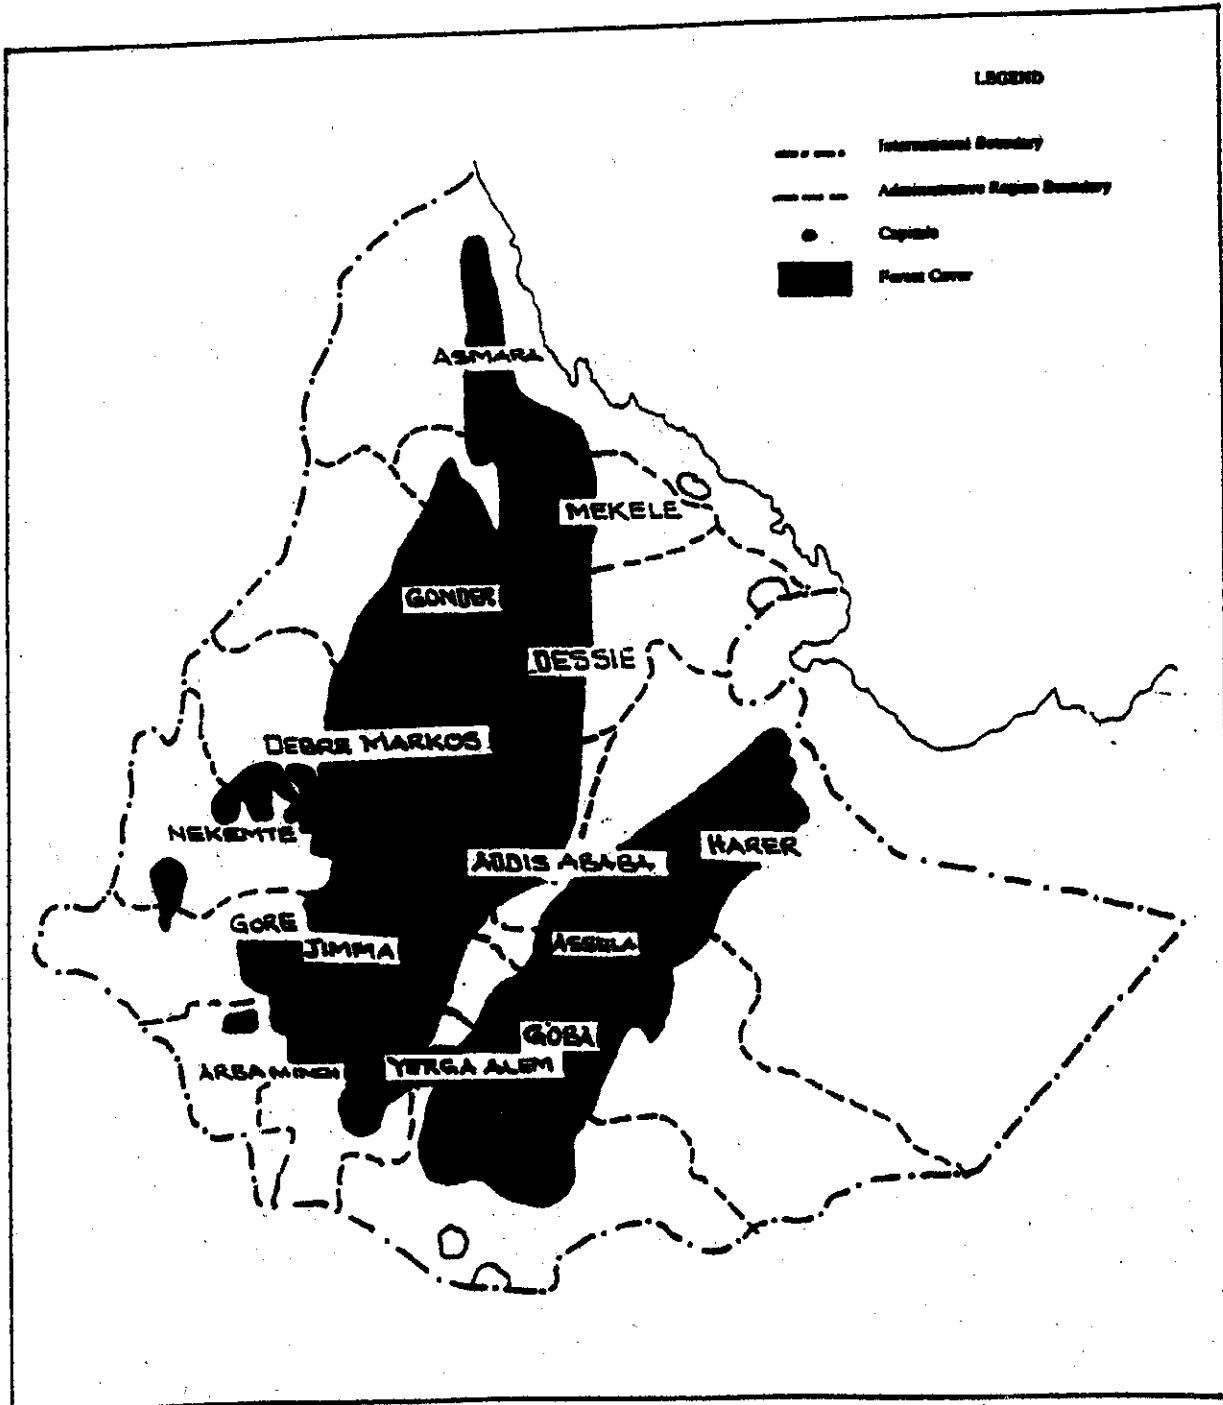 LEGEND
International Boundary
Administrative Region Boundary
Capitals
Forest Cover
ASMARA
MEKELE
GONDER
DESSIE
DEBRE MARKOS
NEKEMTE
HARER
ADDIS ABABA
GORE
JIMMA
ASSELA
GOBA
YERGA ALEM
ARBA MINCH